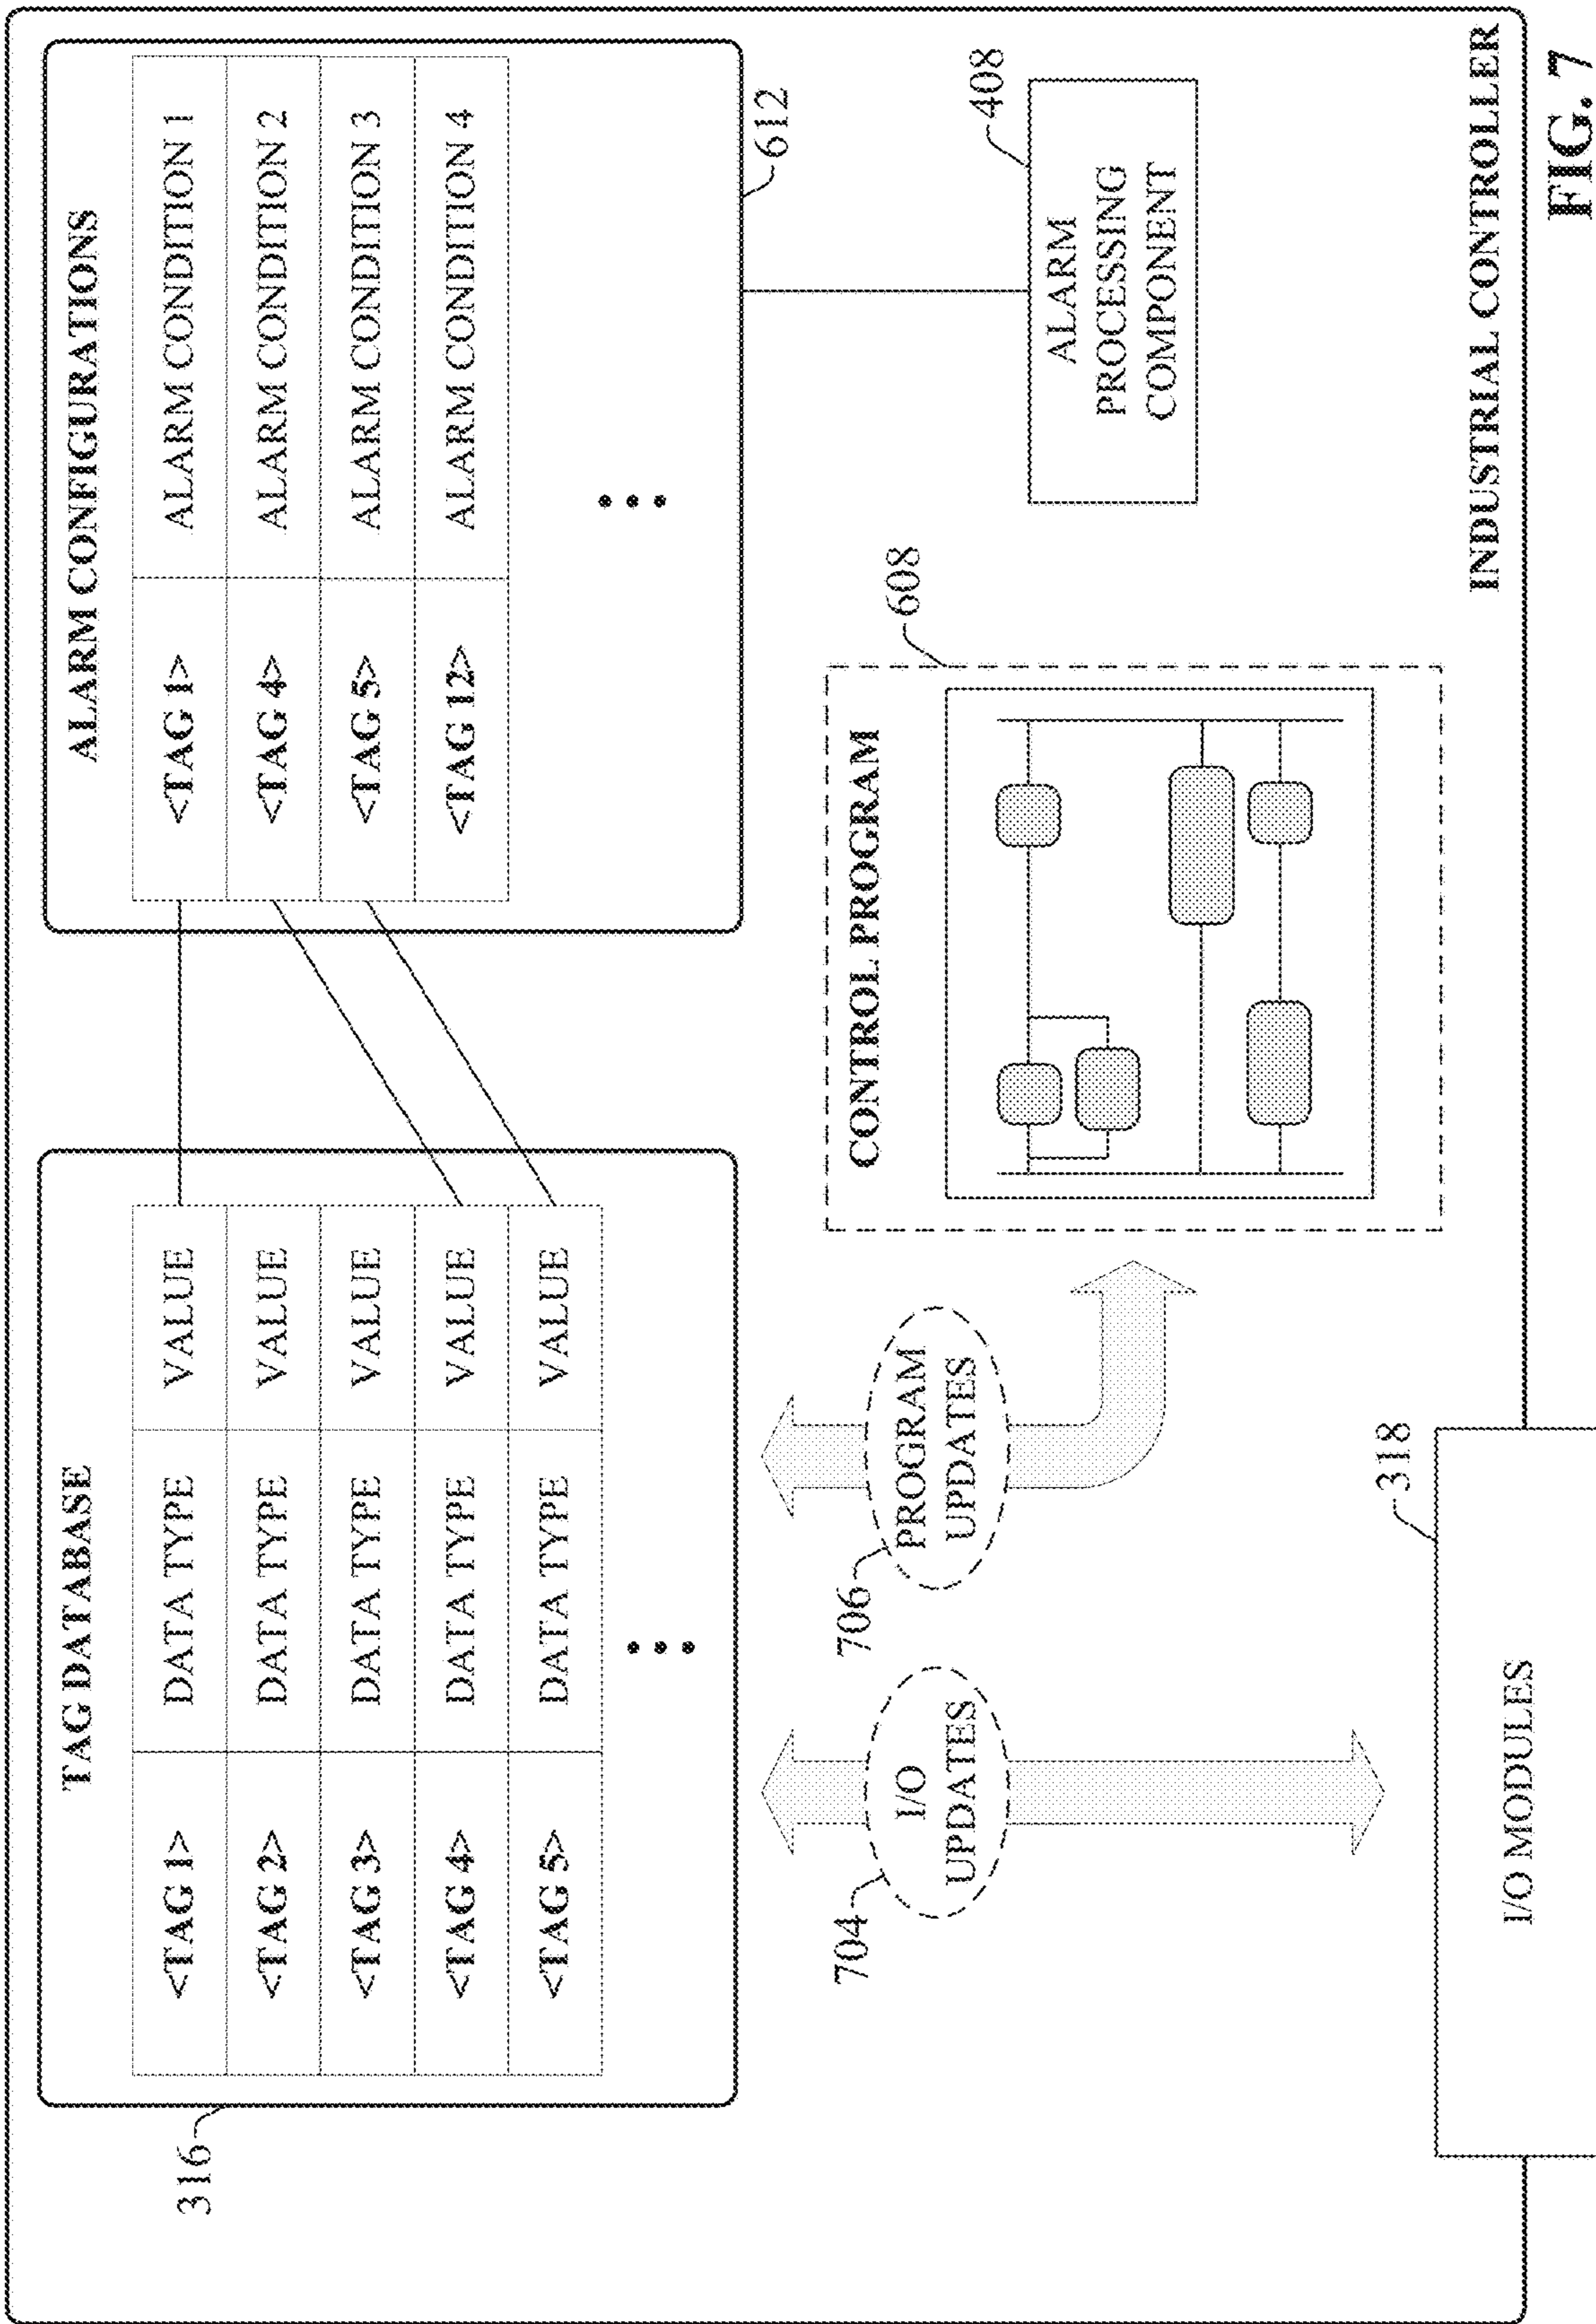 TAG DATABASE
<TAG 1> DATA TYPE VALUE
<TAG 2> DATA TYPE VALUE
<TAG 3> DATA TYPE VALUE
<TAG 4> DATA TYPE VALUE
<TAG 5> DATA TYPE VALUE
316
ALARM CONFIGURATIONS
<TAG 1> ALARM CONDITION 1
<TAG 4> ALARM CONDITION 2
<TAG 5> ALARM CONDITION 3
<TAG 12> ALARM CONDITION 4
612
704
I/O
UPDATES
706
PROGRAM
UPDATES
CONTROL PROGRAM
608
ALARM
PROCESSING
COMPONENT
408
318
I/O MODULES
INDUSTRIAL CONTROLLER
FIG. 7